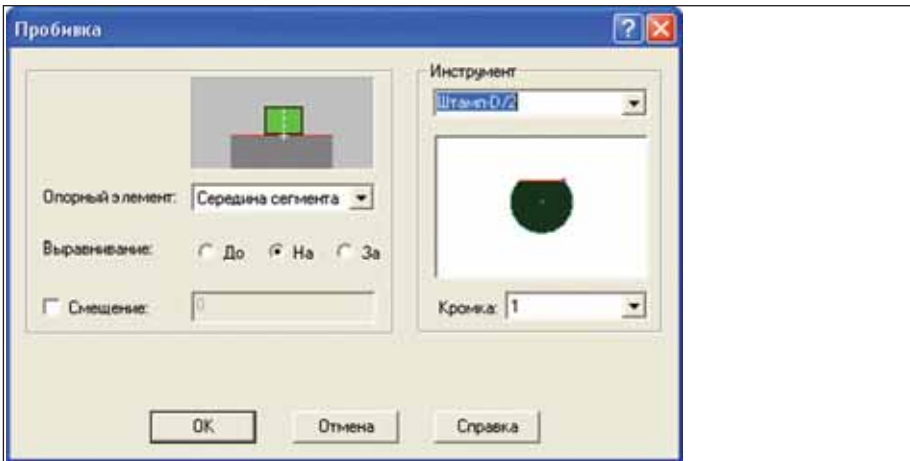 Пробивка
Инструмент
Штамп-D/2
Опорный элемент: Середина сегмента
Выравнивание: До На За
Смещение: 0
Кромка: 1
OK Отмена Справка